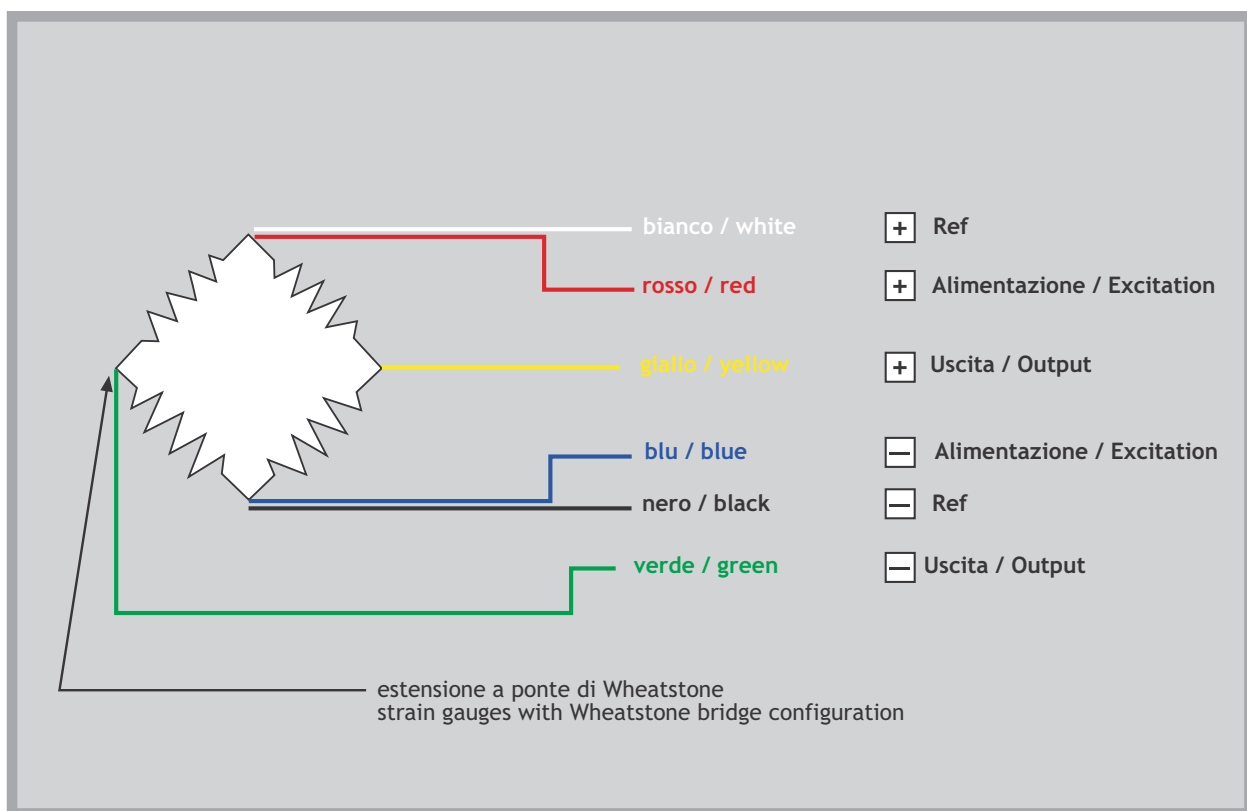 bianco / white + Ref
rosso / red + Alimentazione / Excitation
giallo / yellow + Uscita / Output
blu / blue — Alimentazione / Excitation
nero / black — Ref
verde / green — Uscita / Output
estensione a ponte di Wheatstone
strain gauges with Wheatstone bridge configuration